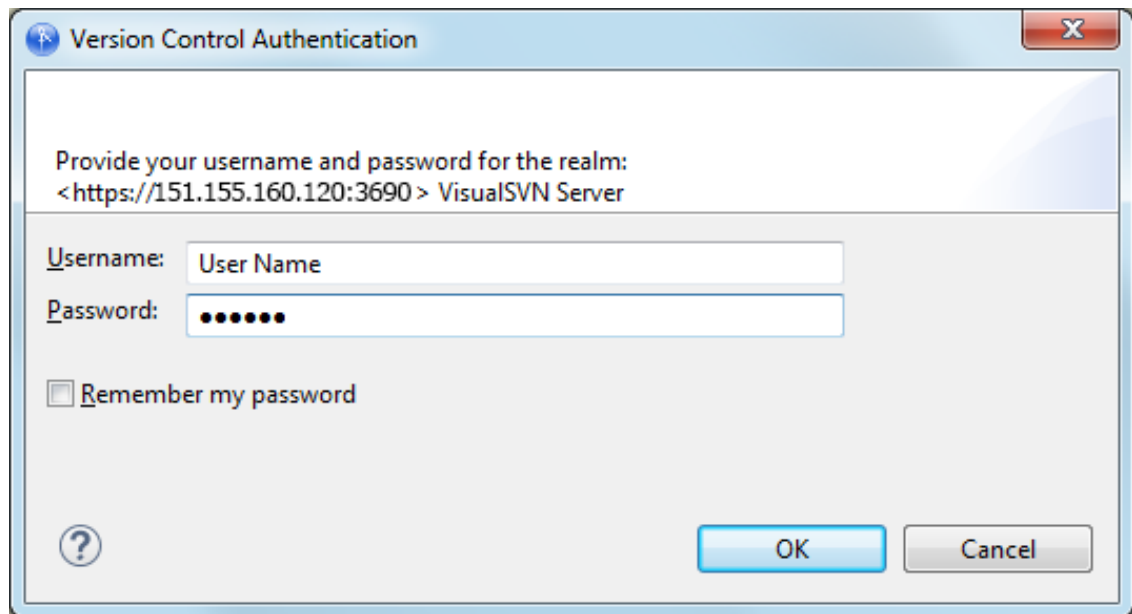 Version Control Authentication
Provide your username and password for the realm:
<https://151.155.160.120:3690 > VisualSVN Server
Username: User Name
Password: ●●●●●●
Remember my password
? OK Cancel